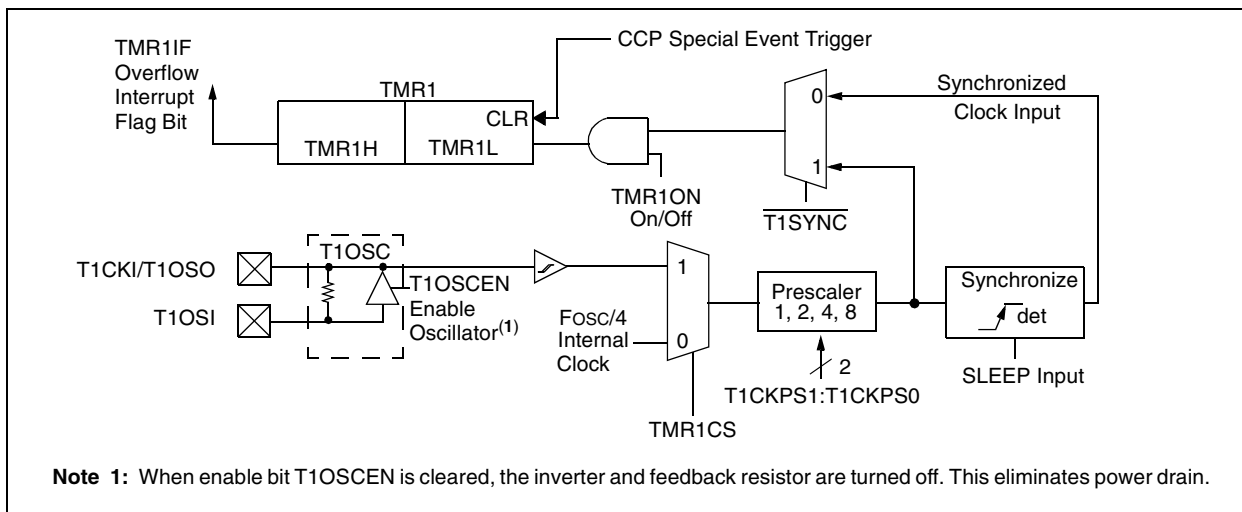 TMR1IF
Overflow
Interrupt
Flag Bit
CCP Special Event Trigger
TMR1
CLR
TMR1H
TMR1L
TMR1ON
On/Off
0
1
T1SYNC
Synchronized
Clock Input
T1CKI/T1OSO
T1OSI
T1OSC
T1OSCEN
Enable
Oscillator(1)
FOSC/4
Internal
Clock
1
0
TMR1CS
Prescaler
1, 2, 4, 8
2
T1CKPS1:T1CKPS0
Synchronize
det
SLEEP Input
Note 1: When enable bit T1OSCEN is cleared, the inverter and feedback resistor are turned off. This eliminates power drain.